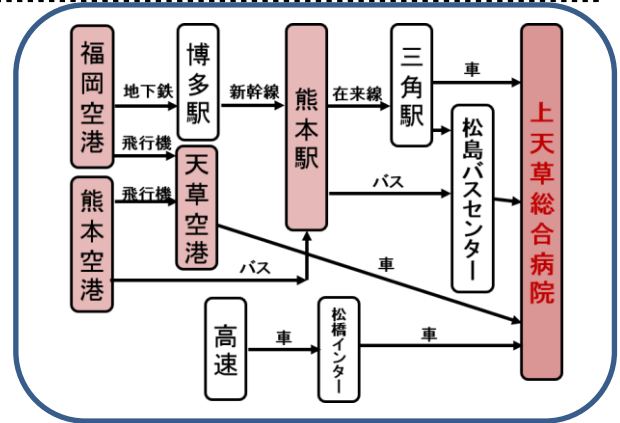 福岡空港
地下鉄
博多駅
新幹線
熊本駅
在来線
三角駅
車
上天草総合病院
飛行機
天草空港
熊本空港
飛行機
バス
松島バスセンター
バス
車
高速
車
松橋インター
車